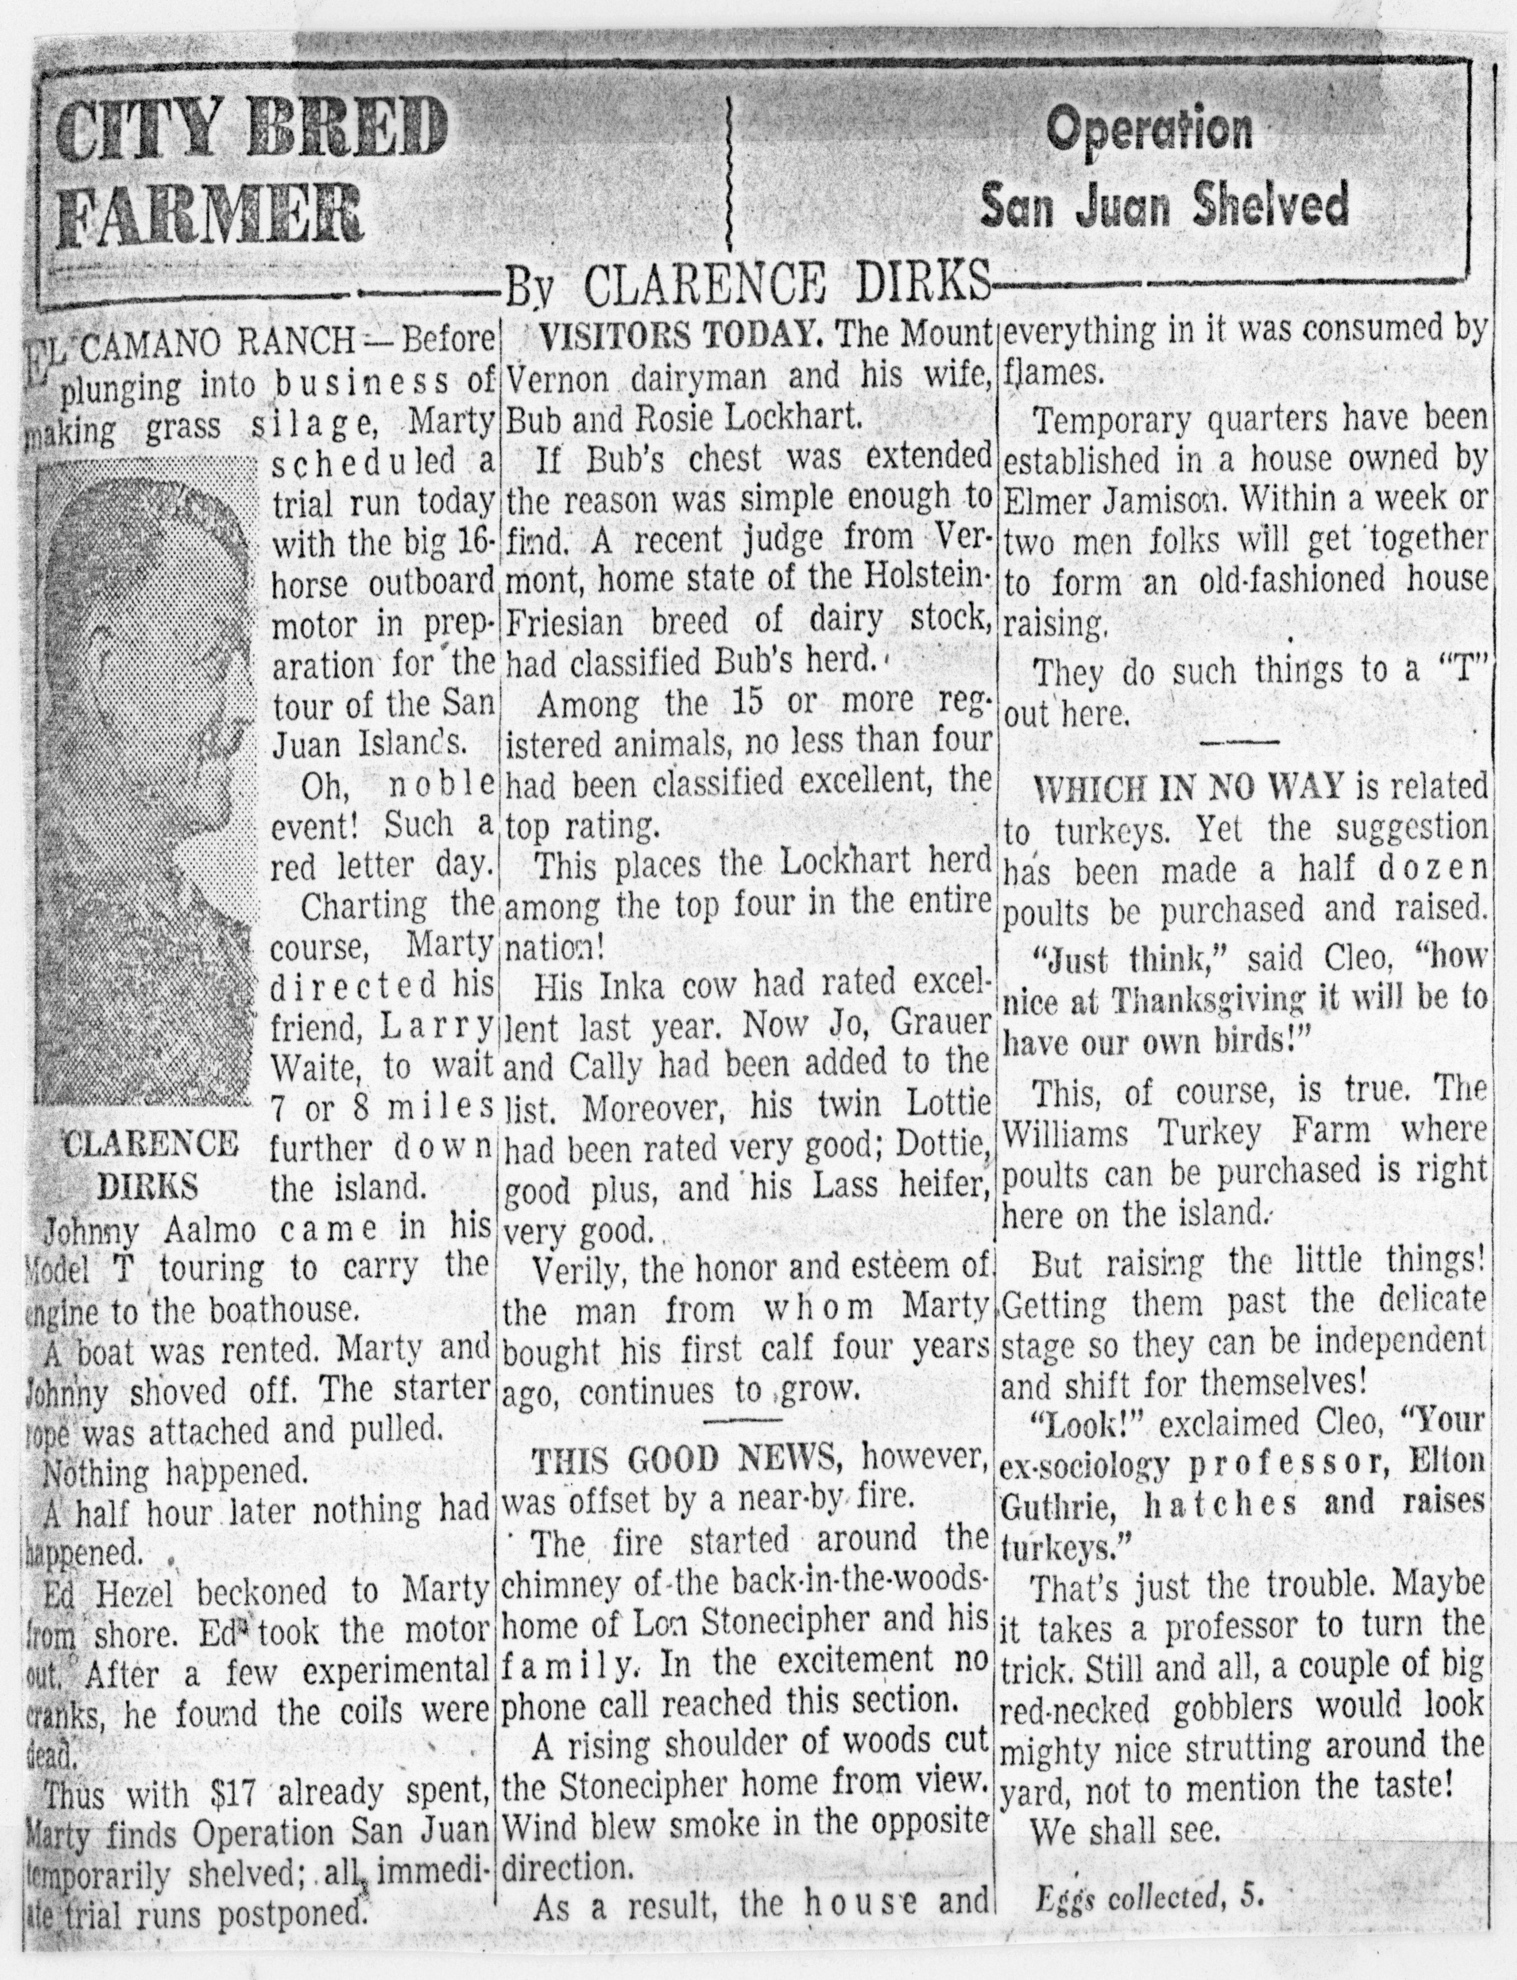 CITY BRED
FARMER
Operation
San Juan Shelved
By CLARENCE DIRKS
EL CAMANO RANCH — Before
plunging into business of
making grass silage, Marty
scheduled a
trial run today
with the big 16-
horse outboard
motor in prep-
aration for the
tour of the San
Juan Islands.
Oh, noble
event! Such a
red letter day.
Charting the
course, Marty
directed his
friend, Larry
Waite, to wait
7 or 8 miles
further down
the island.
CLARENCE
DIRKS
Johnny Aalmo came in his
Model T touring to carry the
engine to the boathouse.
A boat was rented. Marty and
Johnny shoved off. The starter
rope was attached and pulled.
Nothing happened.
A half hour later nothing had
happened.
Ed Hezel beckoned to Marty
from shore. Ed took the motor
out. After a few experimental
cranks, he found the coils were
dead.
Thus with $17 already spent,
Marty finds Operation San Juan
temporarily shelved; all immedi-
ate trial runs postponed.
VISITORS TODAY. The Mount
Vernon dairyman and his wife,
Bub and Rosie Lockhart.
If Bub's chest was extended
the reason was simple enough to
find. A recent judge from Ver-
mont, home state of the Holstein-
Friesian breed of dairy stock,
had classified Bub's herd.
Among the 15 or more reg-
istered animals, no less than four
had been classified excellent, the
top rating.
This places the Lockhart herd
among the top four in the entire
nation!
His Inka cow had rated excel-
lent last year. Now Jo, Grauer
and Cally had been added to the
list. Moreover, his twin Lottie
had been rated very good; Dottie,
good plus, and his Lass heifer,
very good.
Verily, the honor and esteem of
the man from whom Marty
bought his first calf four years
ago, continues to grow.
THIS GOOD NEWS, however,
was offset by a near-by fire.
The fire started around the
chimney of the back-in-the-woods-
home of Lon Stonecipher and his
family. In the excitement no
phone call reached this section.
A rising shoulder of woods cut
the Stonecipher home from view.
Wind blew smoke in the opposite
direction.
As a result, the house and
everything in it was consumed by
flames.
Temporary quarters have been
established in a house owned by
Elmer Jamison. Within a week or
two men folks will get together
to form an old-fashioned house
raising.
They do such things to a "T"
out here.
WHICH IN NO WAY is related
to turkeys. Yet the suggestion
has been made a half dozen
poults be purchased and raised.
"Just think," said Cleo, "how
nice at Thanksgiving it will be to
have our own birds!"
This, of course, is true. The
Williams Turkey Farm where
poults can be purchased is right
here on the island.
But raising the little things!
Getting them past the delicate
stage so they can be independent
and shift for themselves!
"Look!" exclaimed Cleo, "Your
ex-sociology professor, Elton
Guthrie, hatches and raises
turkeys."
That's just the trouble. Maybe
it takes a professor to turn the
trick. Still and all, a couple of big
red-necked gobblers would look
mighty nice strutting around the
yard, not to mention the taste!
We shall see.
Eggs collected, 5.